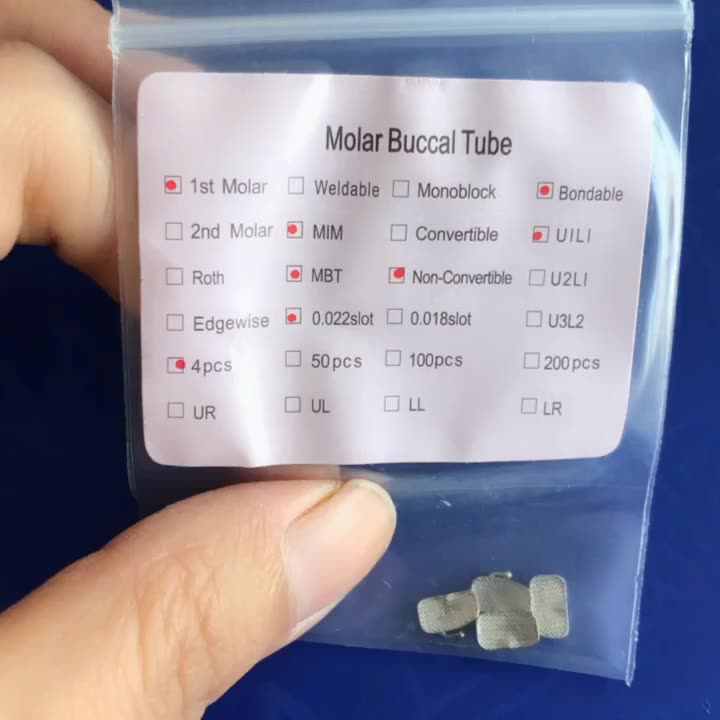 Molar Buccal Tube
1st Molar Weldable Monoblock Bondable
2nd Molar MIM Convertible U1L1
Roth MBT Non-Convertible U2L1
Edgewise 0.022slot 0.018slot U3L2
4pcs 50pcs 100pcs 200pcs
UR UL LL LR